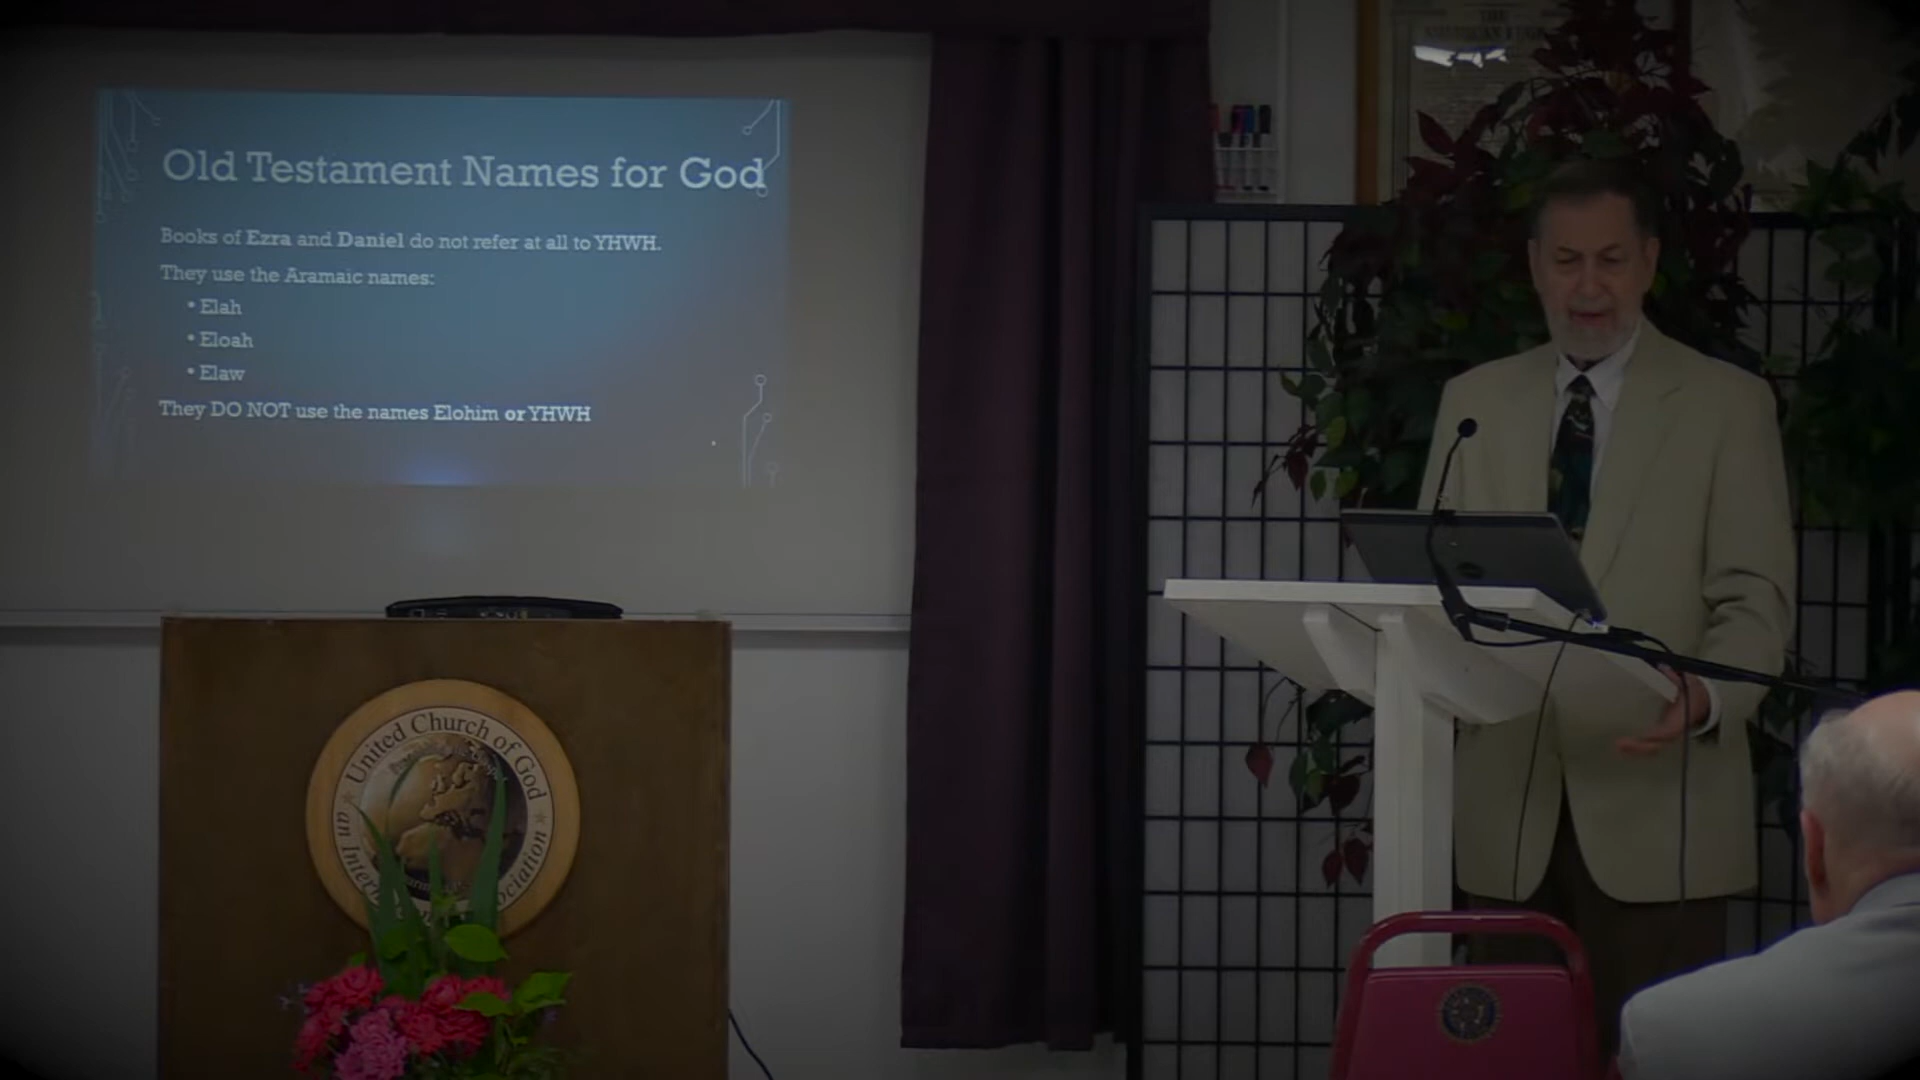 Old Testament Names for God
Books of Ezra and Daniel do not refer at all to YHWH.
They use the Aramaic names:
• Elah
• Eloah
• Elaw
They DO NOT use the names Elohim or YHWH
United Church of God
an